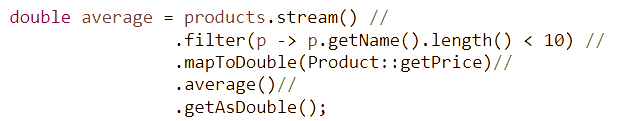 double average = products.stream() //
.filter(p -> p.getName().length() < 10) //
.mapToDouble(Product::getPrice)//
.average()//
.getAsDouble();